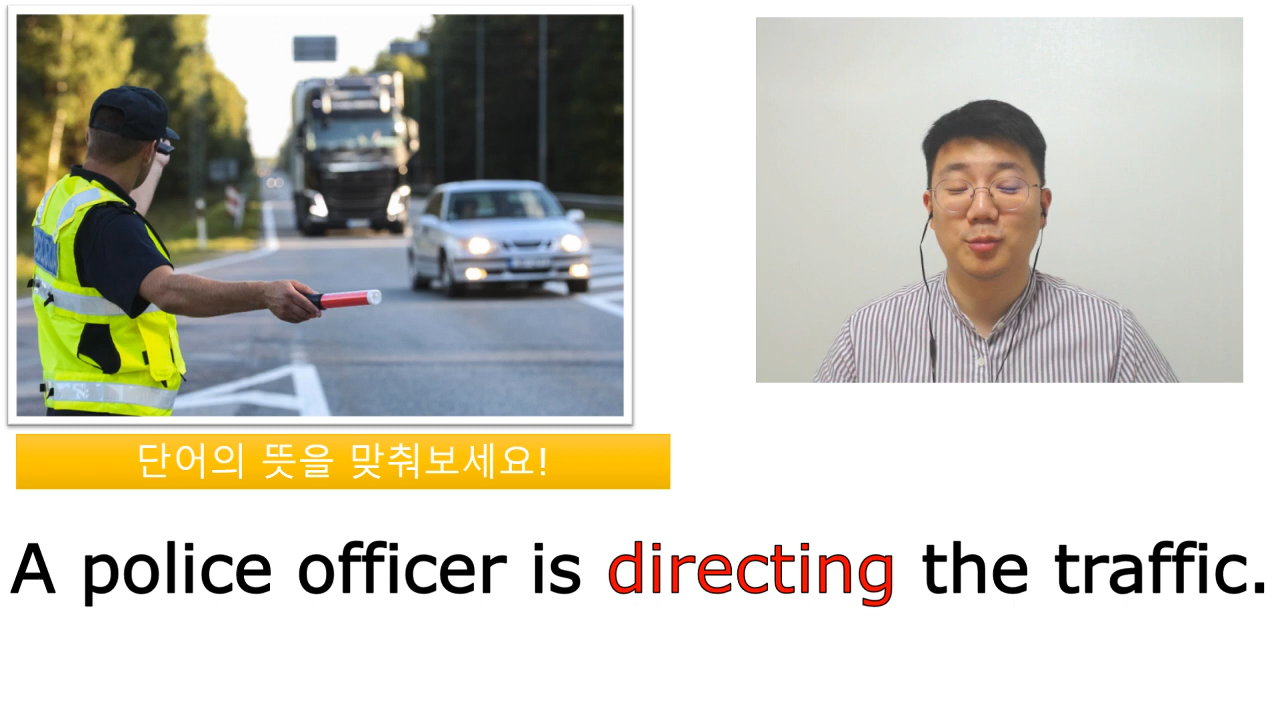 단어의 뜻을 맞춰보세요!
A police officer is directing the traffic.